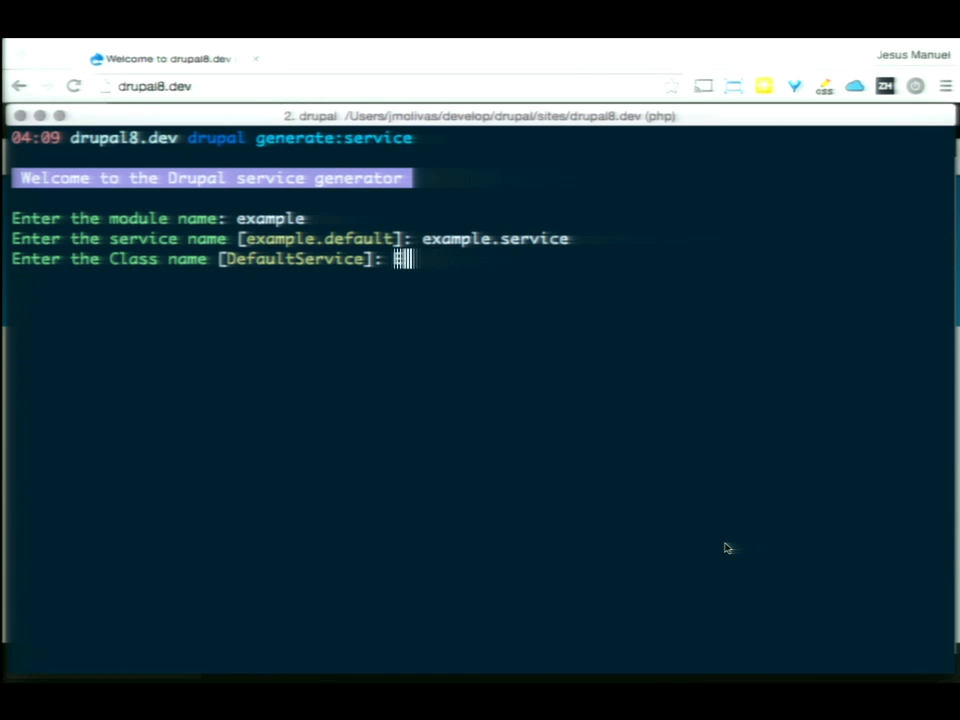 Welcome to drupal8.dev
Jesus Manuel
drupal8.dev
css
ZH
2. drupal /Users/jmolivas/develop/drupal/sites/drupal8.dev (php)
04:09 drupal8.dev drupal generate:service
Welcome to the Drupal service generator
Enter the module name: example
Enter the service name [example.default]: example.service
Enter the Class name [DefaultService]: